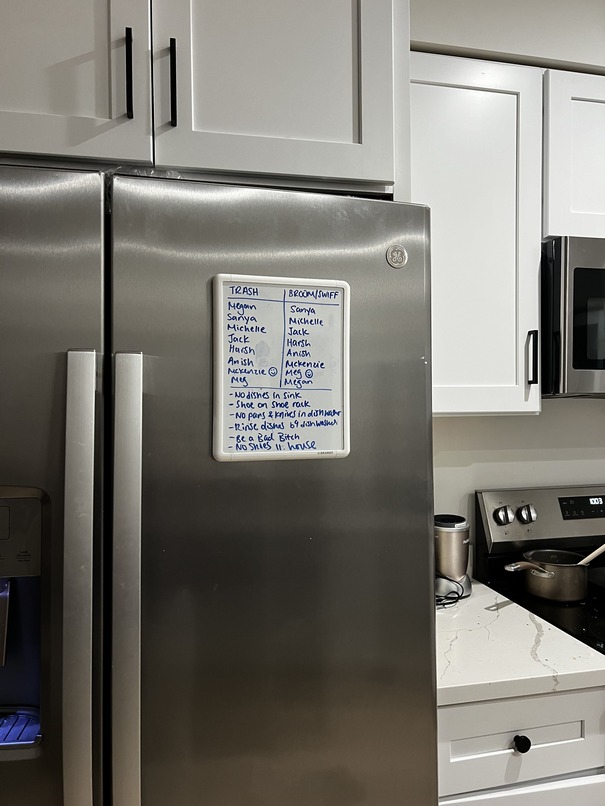 TRASH BROOM/SWIFF
Megan Sanya
Sanya Michelle
Michelle Jack
Jack Harsh
Harsh Anish
Anish Mckenzie
Mckenzie ☺ Meg ☺
Meg Megan
- No dishes in sink
- Shoe on shoe rack
- No pans & knives in dishwasher
- Rinse dishes b4 dishwasher
- Be a Bad Bitch
- No Shoes in house
GE
1003